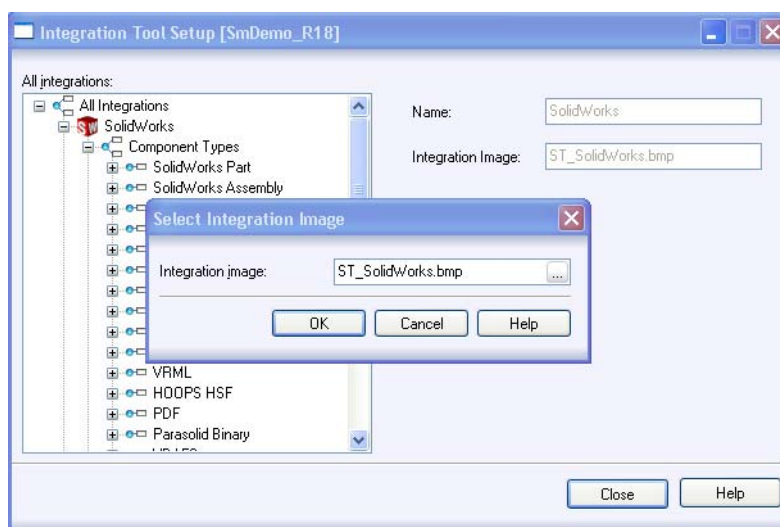 Integration Tool Setup [SmDemo_R18]
All integrations:
All Integrations
SW SolidWorks
Component Types
SolidWorks Part
SolidWorks Assembly
Name: SolidWorks
Integration Image: ST_SolidWorks.bmp
Select Integration Image
Integration image: ST_SolidWorks.bmp ...
OK Cancel Help
VRML
HOOPS HSF
PDF
Parasolid Binary
Close Help